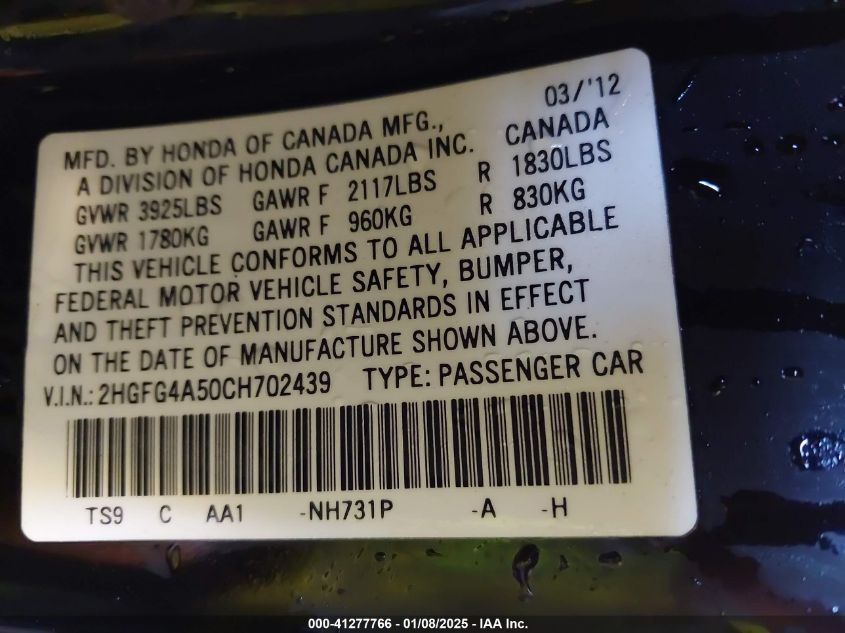 03/'12
MFD. BY HONDA OF CANADA MFG., CANADA
A DIVISION OF HONDA CANADA INC.
GVWR 3925LBS GAWR F 2117LBS R 1830LBS
GVWR 1780KG GAWR F 960KG R 830KG
THIS VEHICLE CONFORMS TO ALL APPLICABLE
FEDERAL MOTOR VEHICLE SAFETY, BUMPER,
AND THEFT PREVENTION STANDARDS IN EFFECT
ON THE DATE OF MANUFACTURE SHOWN ABOVE.
V.I.N.: 2HGFG4A50CH702439 TYPE: PASSENGER CAR
TS9 C AA1 -NH731P -A -H
000-41277766 - 01/08/2025 - IAA Inc.